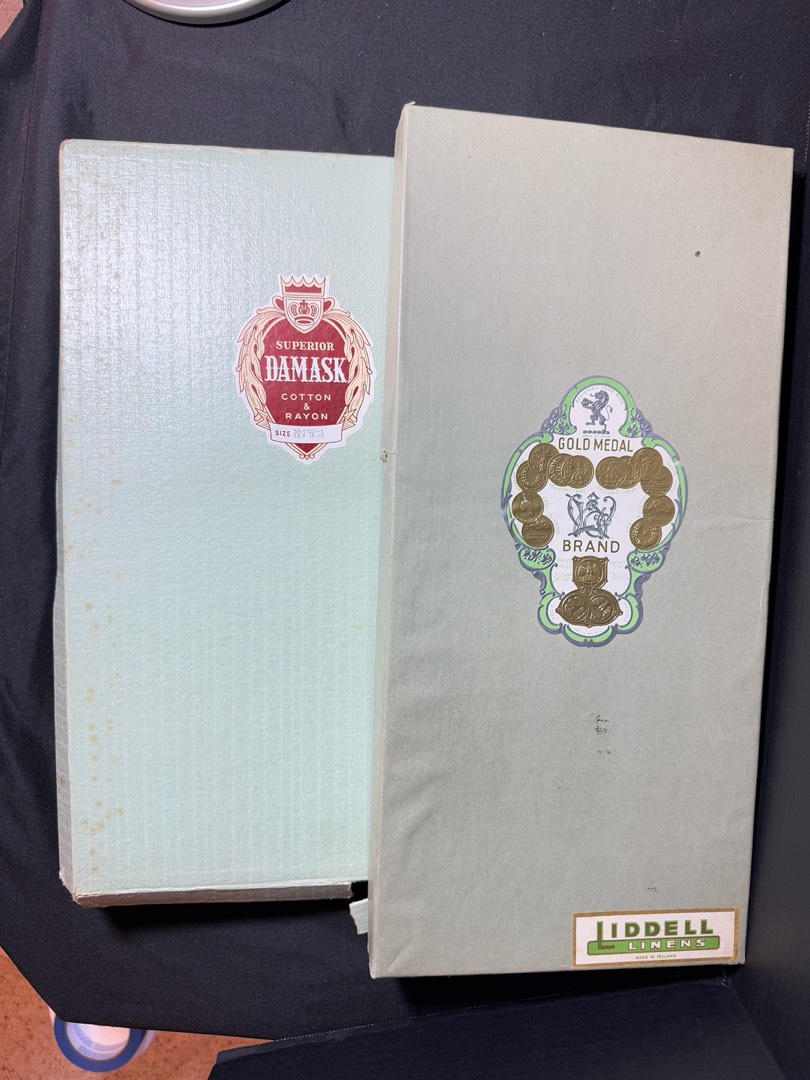 SUPERIOR
DAMASK
COTTON
&
RAYON
SIZE
GOLD MEDAL
BRAND
LIDDELL
LINENS
MADE IN IRELAND